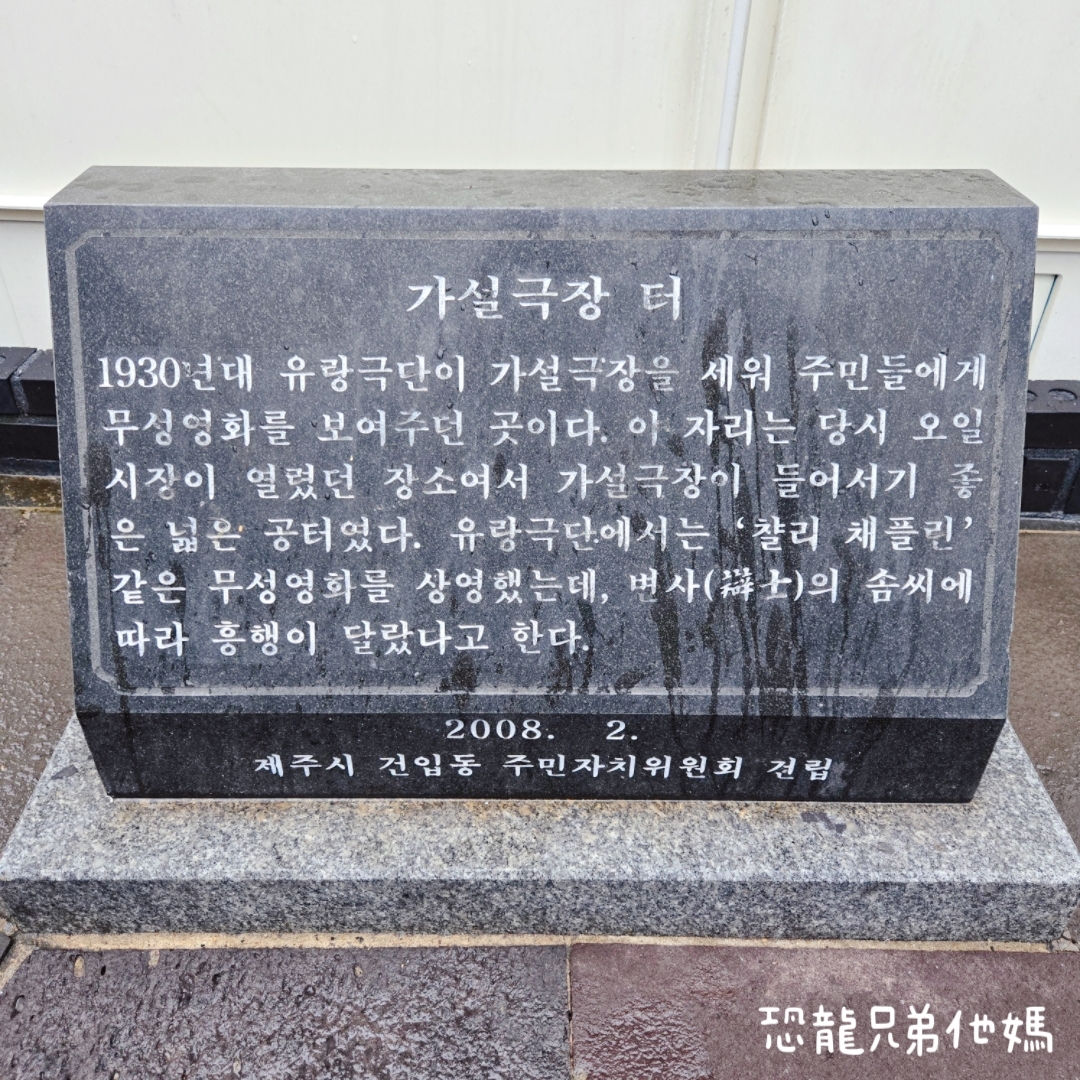 가설극장 터
1930년대 유랑극단이 가설극장을 세워 주민들에게
무성영화를 보여주던 곳이다. 이 자리는 당시 오일
시장이 열렸던 장소여서 가설극장이 들어서기 좋
은 넓은 공터였다. 유랑극단에서는 ‘챨리 채플린’
같은 무성영화를 상영했는데, 변사(辯士)의 솜씨에
따라 흥행이 달랐다고 한다.
2008. 2.
제주시 건입동 주민자치위원회 견립
恐龍兄弟他媽